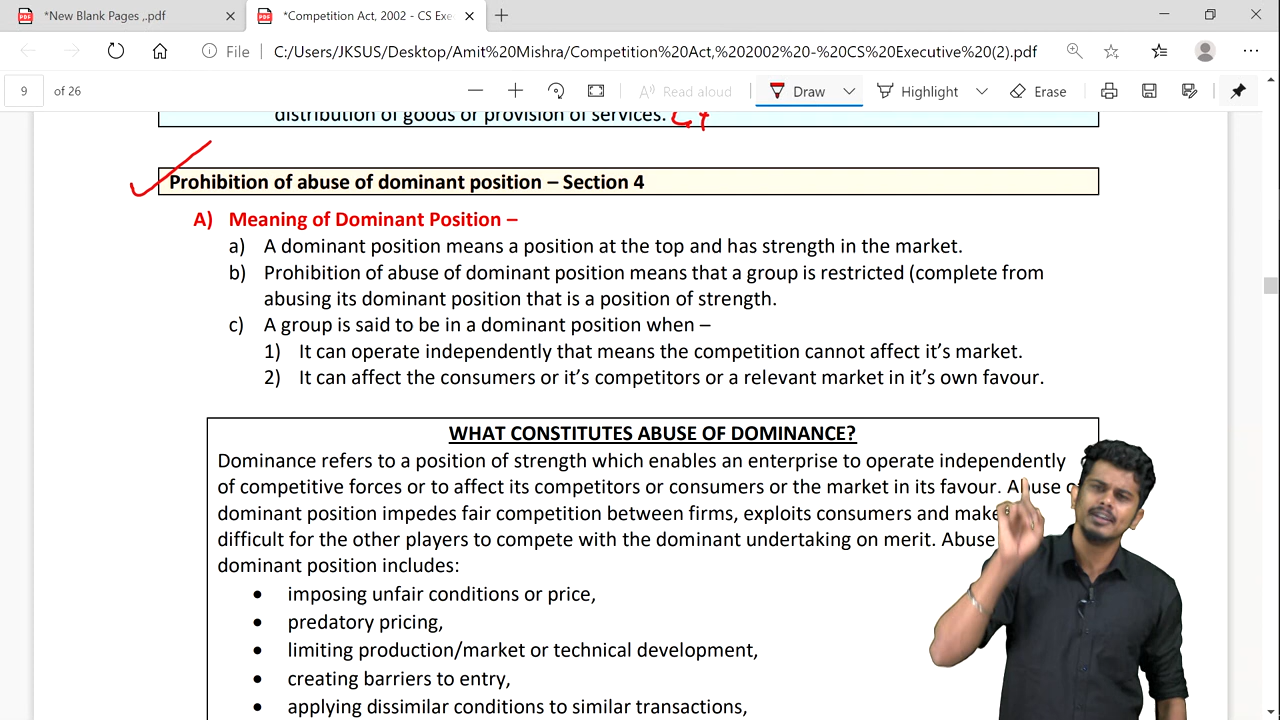 *New Blank Pages ,.pdf
*Competition Act, 2002 - CS Exe
File
C:/Users/JKSUS/Desktop/Amit%20Mishra/Competition%20Act,%202002%20-%20CS%20Executive%20(2).pdf
9 of 26
Read aloud
Draw
Highlight
Erase
distribution of goods or provision of services.
Prohibition of abuse of dominant position – Section 4
A) Meaning of Dominant Position –
a) A dominant position means a position at the top and has strength in the market.
b) Prohibition of abuse of dominant position means that a group is restricted (complete from
abusing its dominant position that is a position of strength.
c) A group is said to be in a dominant position when –
1) It can operate independently that means the competition cannot affect it's market.
2) It can affect the consumers or it's competitors or a relevant market in it's own favour.
WHAT CONSTITUTES ABUSE OF DOMINANCE?
Dominance refers to a position of strength which enables an enterprise to operate independently
of competitive forces or to affect its competitors or consumers or the market in its favour. Abuse
dominant position impedes fair competition between firms, exploits consumers and make
difficult for the other players to compete with the dominant undertaking on merit. Abuse
dominant position includes:
• imposing unfair conditions or price,
• predatory pricing,
• limiting production/market or technical development,
• creating barriers to entry,
• applying dissimilar conditions to similar transactions,